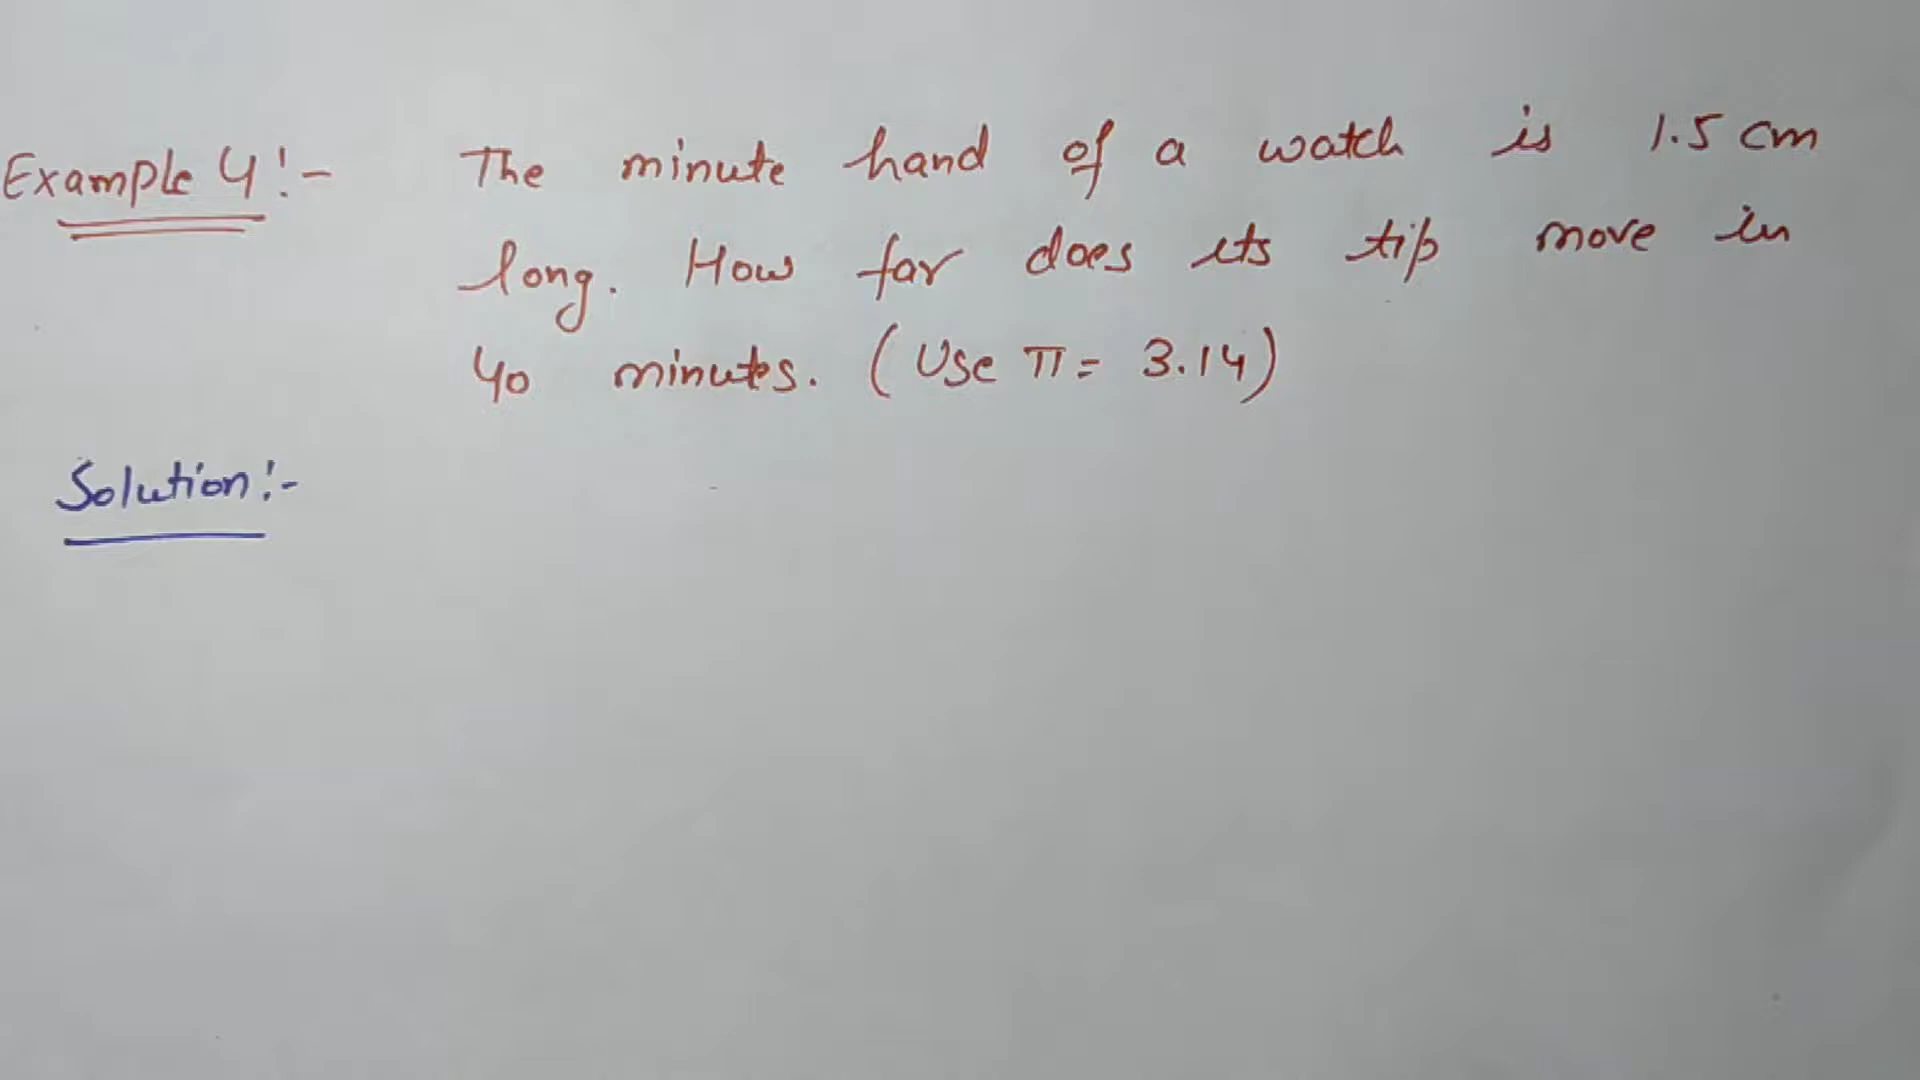 Example 4:- The minute hand of a watch is 1.5 cm
long. How far does its tip move in
40 minutes. (Use π = 3.14)
Solution:-